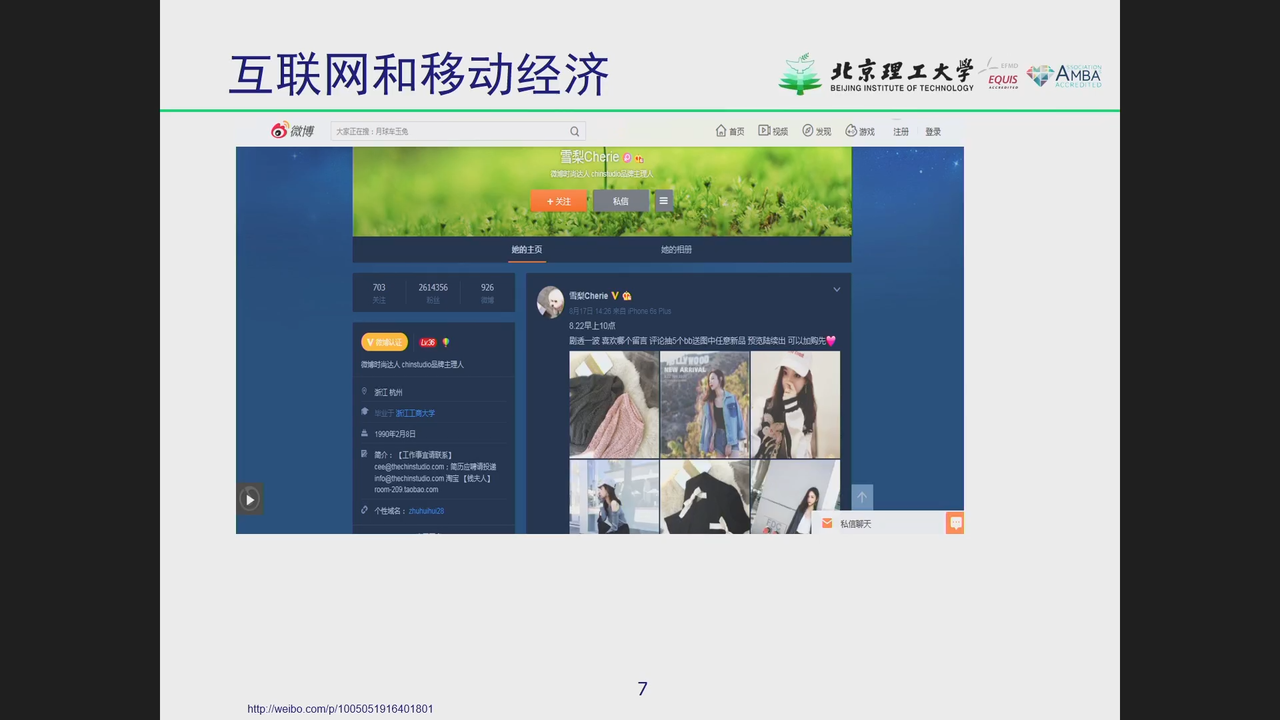 互联网和移动经济
北京理工大学
BEIJING INSTITUTE OF TECHNOLOGY
EFMD
EQUIS
ACCREDITED
ASSOCIATION
AMBA
ACCREDITED
微博
大家正在搜：月球车玉兔
首页 视频 发现 游戏 注册 登录
雪梨Cherie
微博时尚达人 chinstudio品牌主理人
+ 关注 私信
她的主页 她的相册
703 2614356 926
关注 粉丝 微博
V 微博认证 Lv.36
微博时尚达人 chinstudio品牌主理人
浙江 杭州
毕业于 浙江工商大学
1990年2月8日
简介： 【工作事宜请联系】
cee@thechinstudio.com；简历应聘请投递
info@thechinstudio.com 淘宝 【钱夫人】
room-209.taobao.com
个性域名： zhuhuihui28
雪梨Cherie
8月17日 14:26 来自 iPhone 6s Plus
8.22早上10点
剧透一波 喜欢哪个留言 评论抽5个bb送图中任意新品 预览陆续出 可以加购先
HOLLYWOOD
NEW ARRIVAL
私信聊天
7
http://weibo.com/p/1005051916401801